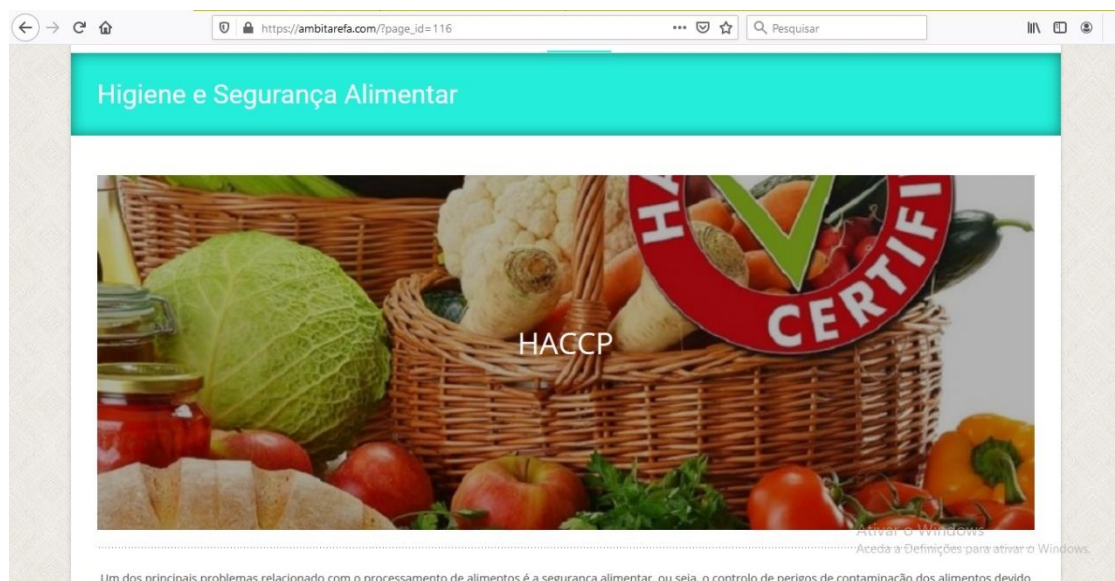 https://ambitarefa.com/?page_id=116
Pesquisar
Higiene e Segurança Alimentar
HACCP
CERTIFI
Ativar o Windows
Aceda a Definições para ativar o Windows.
Um dos principais problemas relacionado com o processamento de alimentos é a segurança alimentar, ou seja, o controlo de perigos de contaminação dos alimentos devido